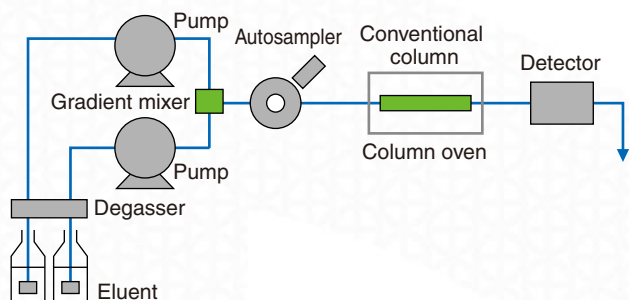 Pump
Autosampler
Conventional
column
Detector
Gradient mixer
Column oven
Pump
Degasser
Eluent